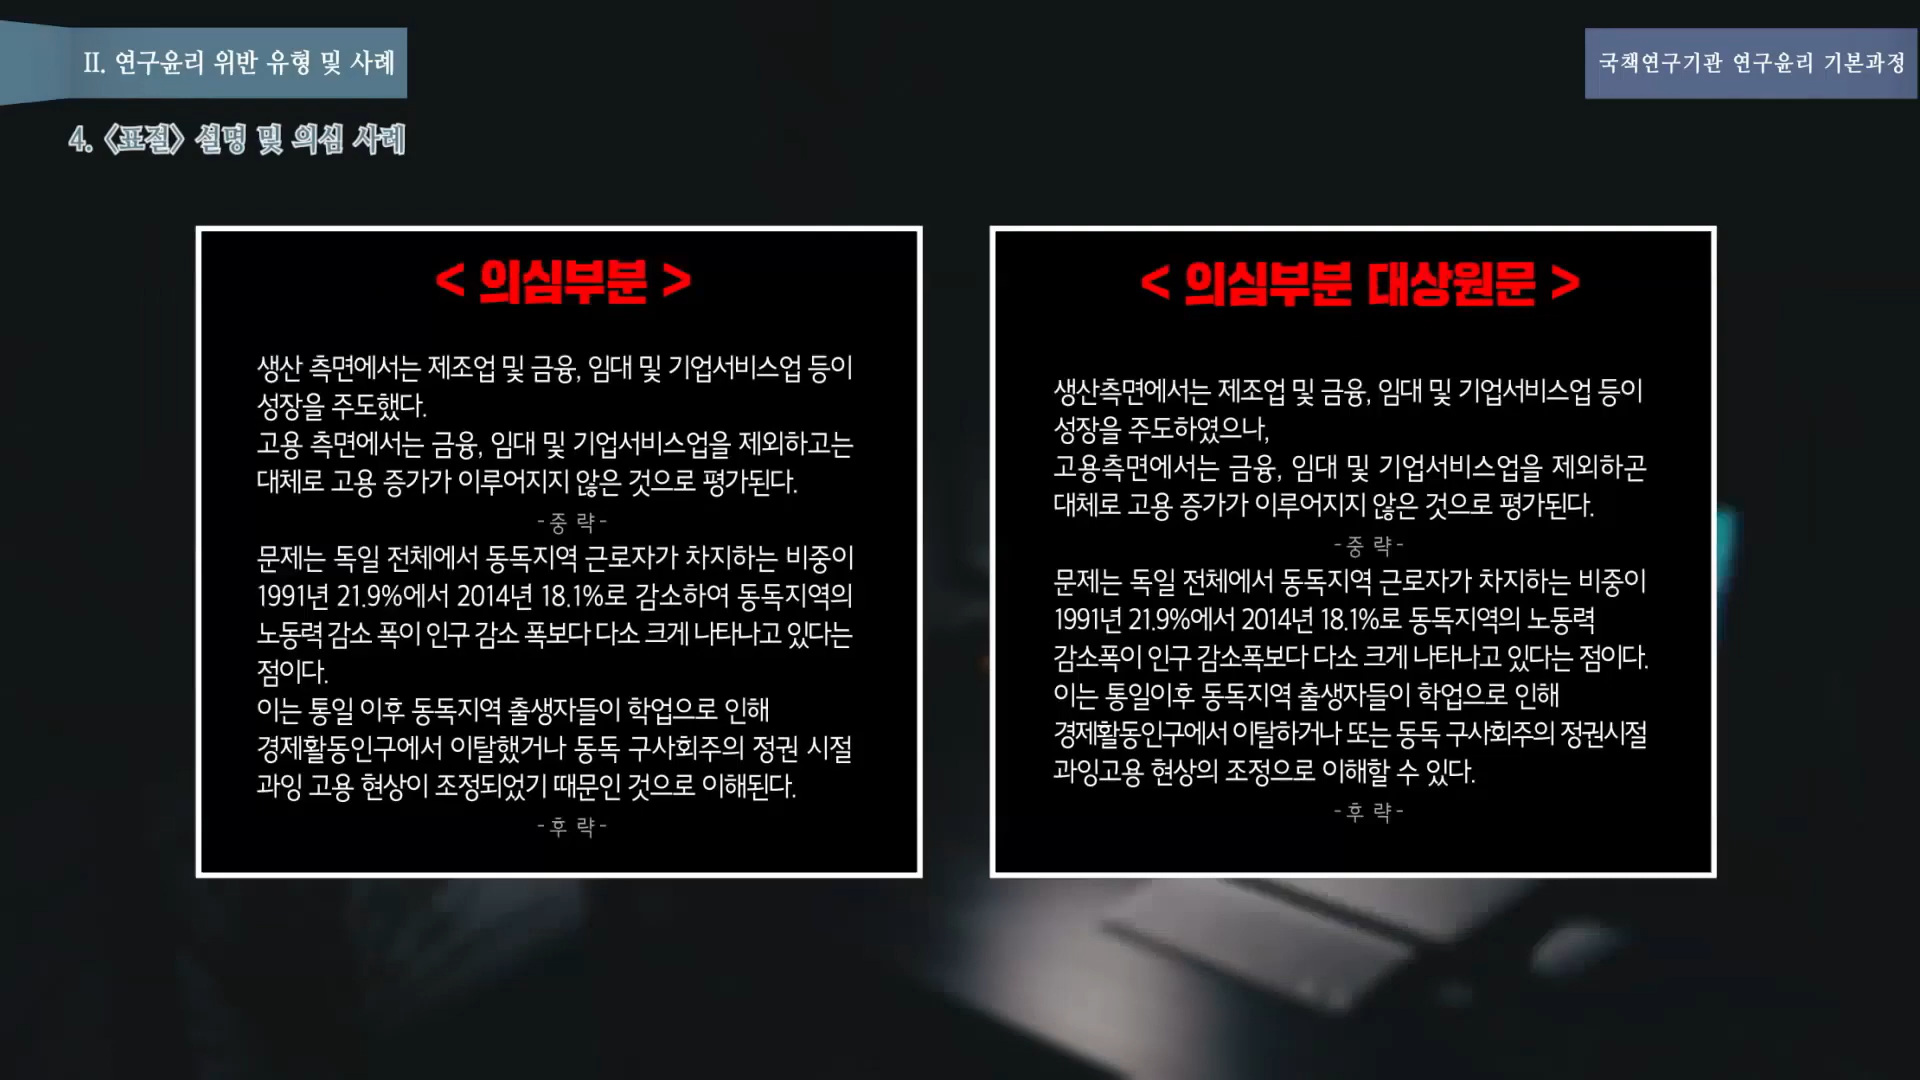 II. 연구윤리 위반 유형 및 사례
국책연구기관 연구윤리 기본과정
4.〈표절〉 설명 및 의심 사례
< 의심부분 >
생산 측면에서는 제조업 및 금융, 임대 및 기업서비스업 등이
성장을 주도했다.
고용 측면에서는 금융, 임대 및 기업서비스업을 제외하고는
대체로 고용 증가가 이루어지지 않은 것으로 평가된다.
-중 략-
문제는 독일 전체에서 동독지역 근로자가 차지하는 비중이
1991년 21.9%에서 2014년 18.1%로 감소하여 동독지역의
노동력 감소 폭이 인구 감소 폭보다 다소 크게 나타나고 있다는
점이다.
이는 통일 이후 동독지역 출생자들이 학업으로 인해
경제활동인구에서 이탈했거나 동독 구사회주의 정권 시절
과잉 고용 현상이 조정되었기 때문인 것으로 이해된다.
-후 략-
< 의심부분 대상원문 >
생산측면에서는 제조업 및 금융, 임대 및 기업서비스업 등이
성장을 주도하였으나,
고용측면에서는 금융, 임대 및 기업서비스업을 제외하곤
대체로 고용 증가가 이루어지지 않은 것으로 평가된다.
-중 략-
문제는 독일 전체에서 동독지역 근로자가 차지하는 비중이
1991년 21.9%에서 2014년 18.1%로 동독지역의 노동력
감소폭이 인구 감소폭보다 다소 크게 나타나고 있다는 점이다.
이는 통일이후 동독지역 출생자들이 학업으로 인해
경제활동인구에서 이탈하거나 또는 동독 구사회주의 정권시절
과잉고용 현상의 조정으로 이해할 수 있다.
-후 략-